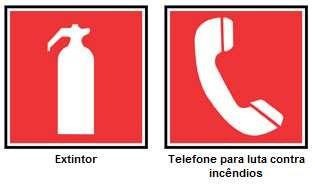 Extintor
Telefone para luta contra
incêndios